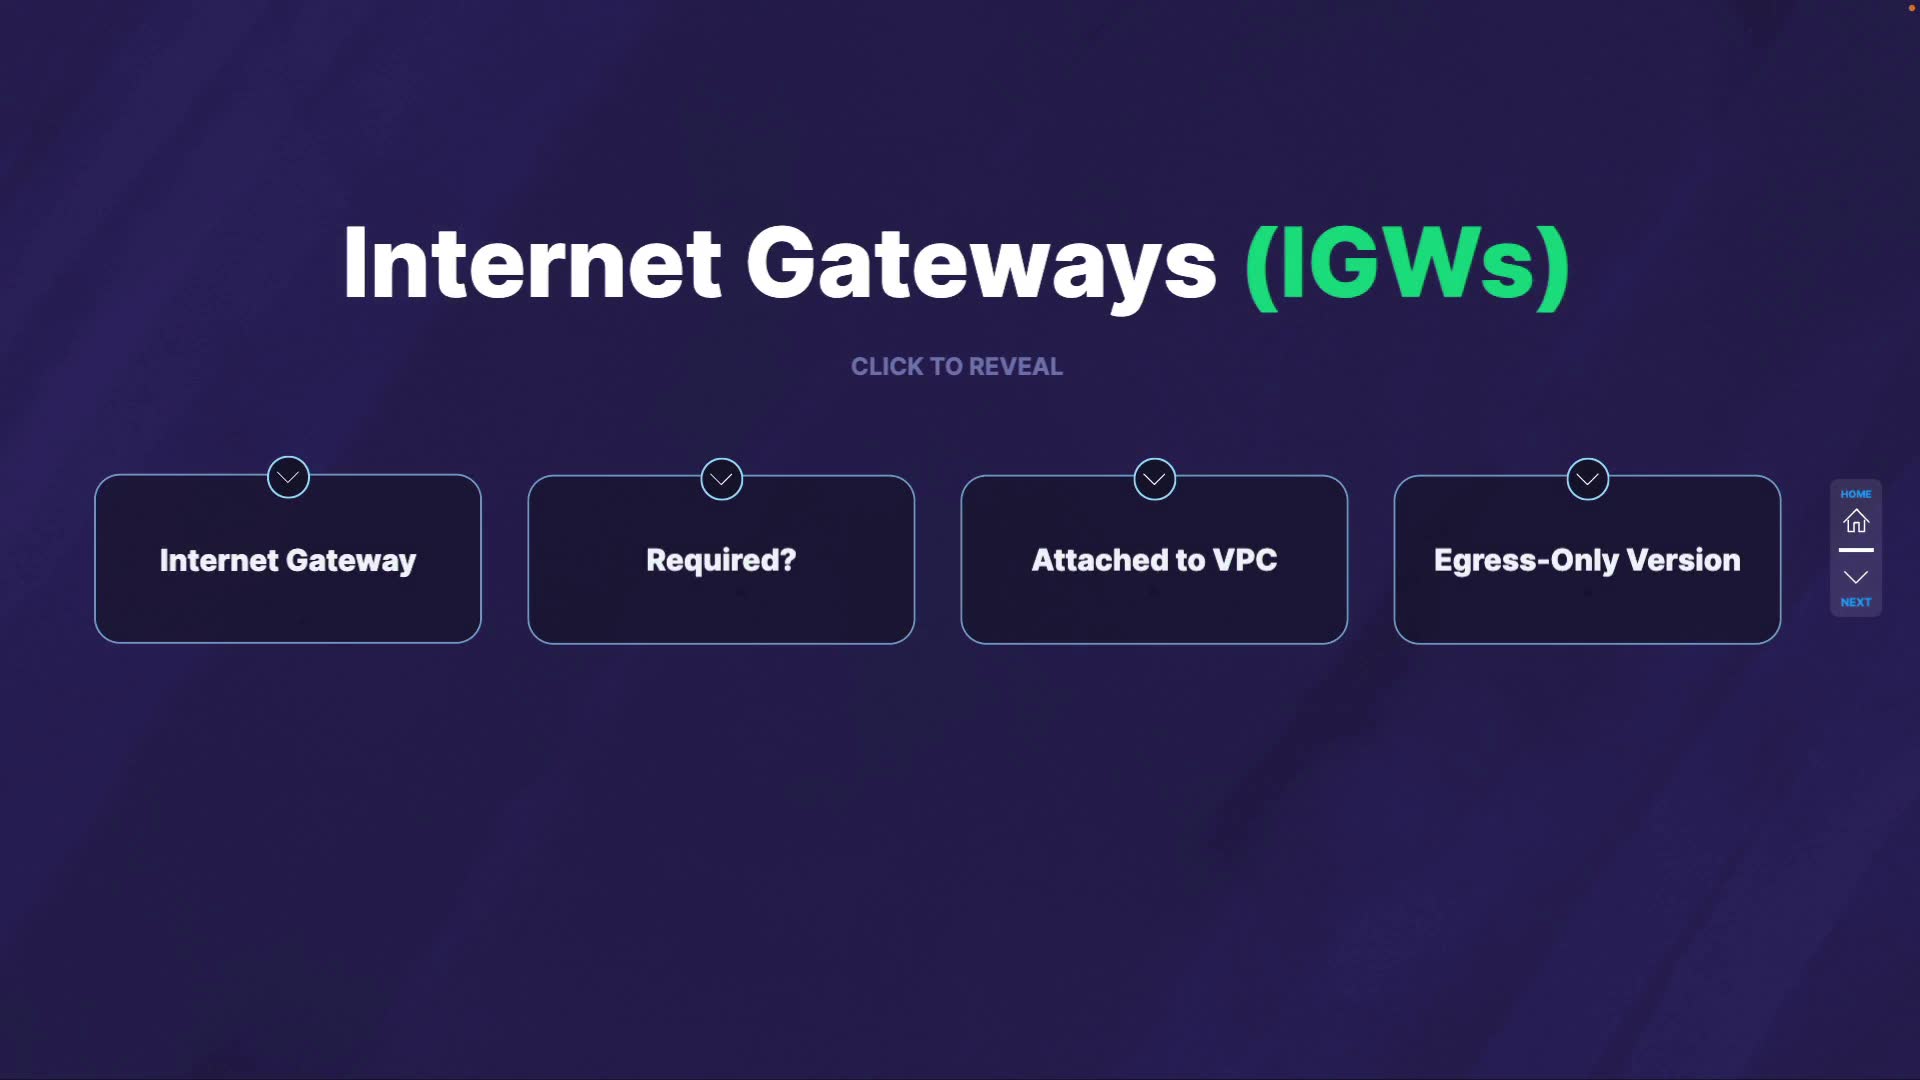 Internet Gateways (IGWs)
CLICK TO REVEAL
Internet Gateway
Required?
Attached to VPC
Egress-Only Version
HOME
NEXT